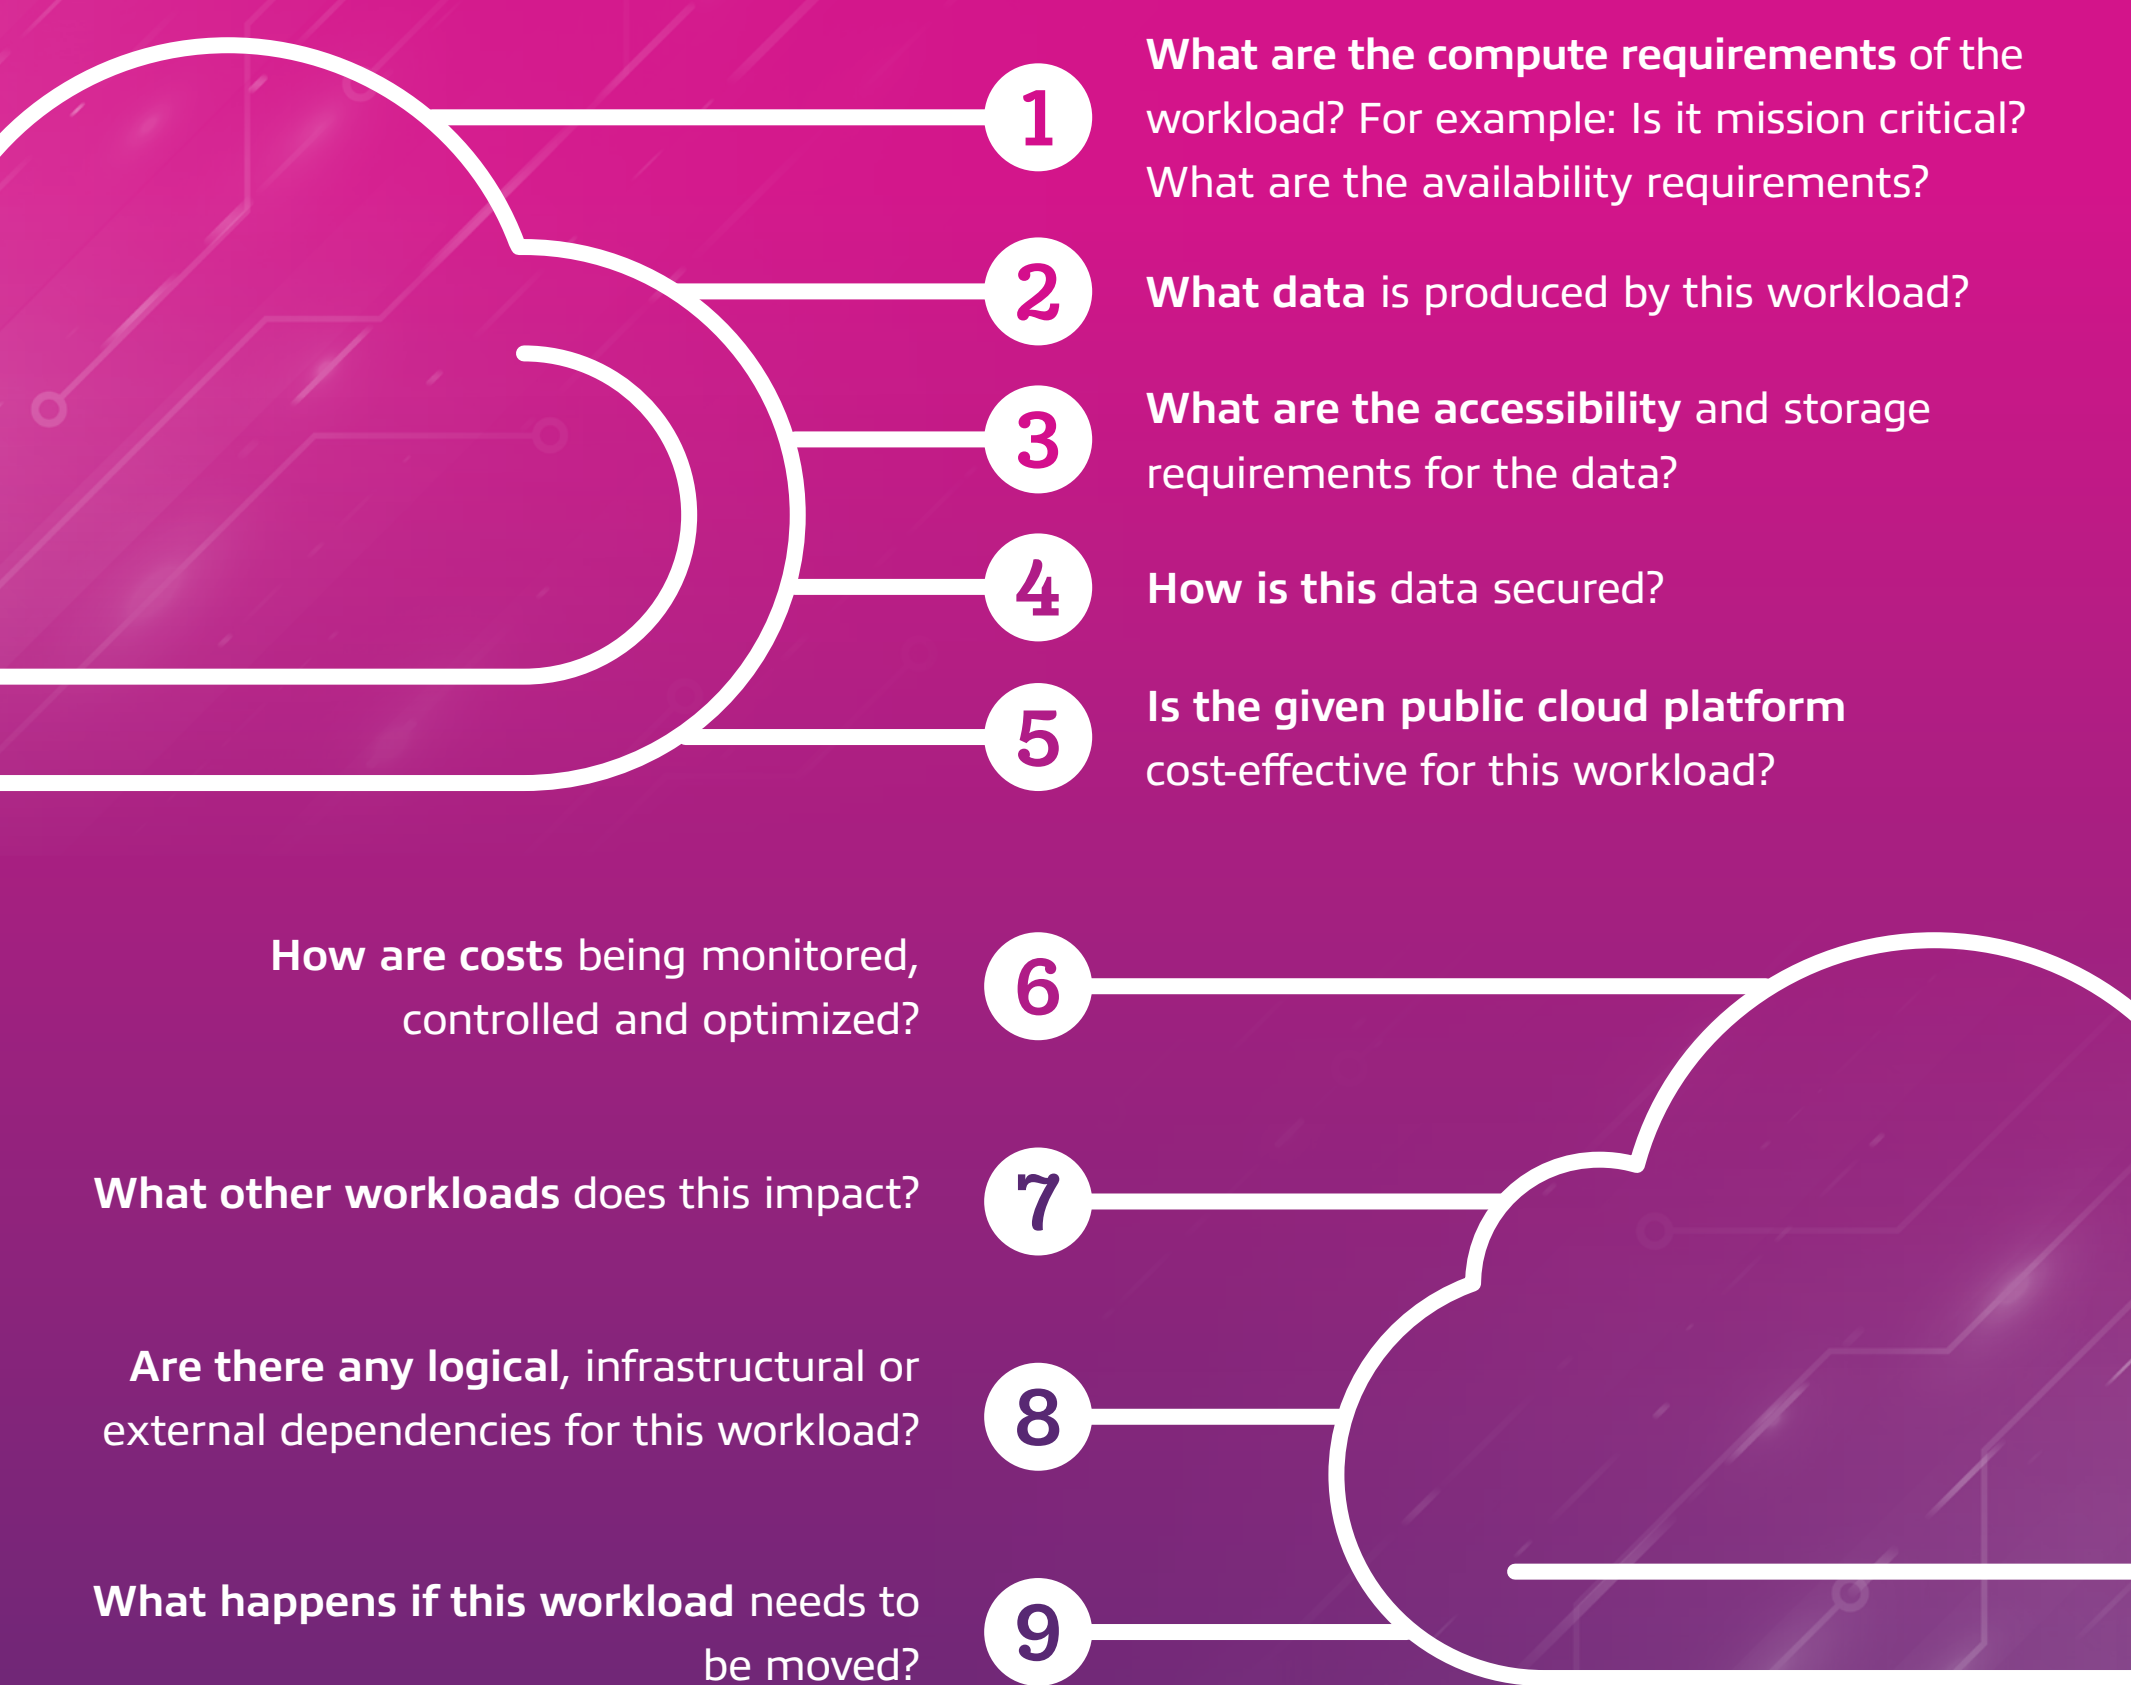 1
What are the compute requirements of the
workload? For example: Is it mission critical?
What are the availability requirements?
2
What data is produced by this workload?
3
What are the accessibility and storage
requirements for the data?
4
How is this data secured?
5
Is the given public cloud platform
cost-effective for this workload?
6
How are costs being monitored,
controlled and optimized?
7
What other workloads does this impact?
8
Are there any logical, infrastructural or
external dependencies for this workload?
9
What happens if this workload needs to
be moved?